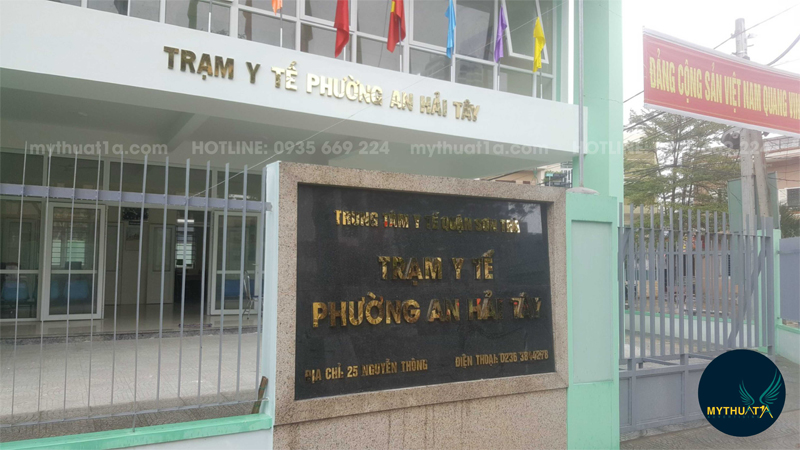 TRẠM Y TẾ PHƯỜNG AN HẢI TÂY
ĐẢNG CỘNG SẢN VIỆT NAM QUANG
mythuat1a.com HOTLINE: 0935 669 224 mythuat1a.com HOTLINE: 0935
TRUNG TÂM Y TẾ QUẬN SƠN TRÀ
TRẠM Y TẾ
PHƯỜNG AN HẢI TÂY
ĐỊA CHỈ: 25 NGUYỄN THÔNG ĐIỆN THOẠI: 0236
MYTHUAT1A